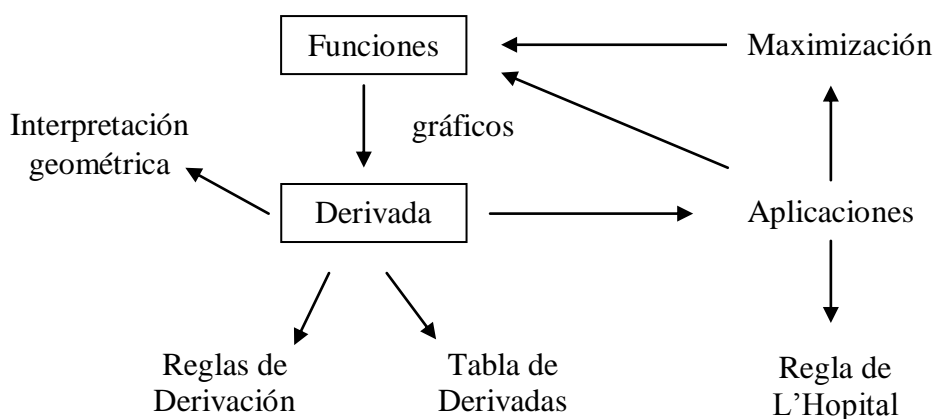 Funciones
Maximización
Interpretación
geométrica
gráficos
Derivada
Aplicaciones
Reglas de
Derivación
Tabla de
Derivadas
Regla de
L’Hopital